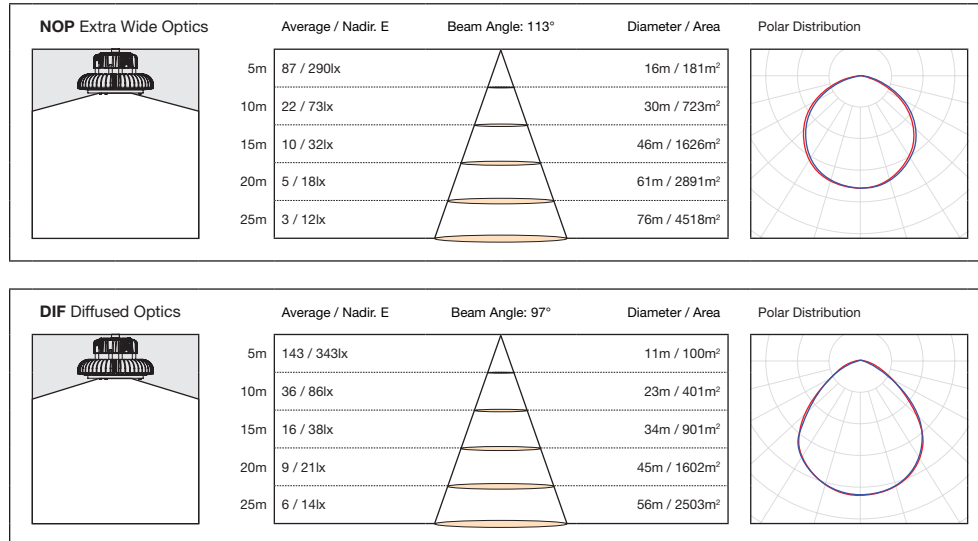 NOP Extra Wide Optics Average / Nadir. E Beam Angle: 113° Diameter / Area Polar Distribution
5m 87 / 290lx 16m / 181m²
10m 22 / 73lx 30m / 723m²
15m 10 / 32lx 46m / 1626m²
20m 5 / 18lx 61m / 2891m²
25m 3 / 12lx 76m / 4518m²
DIF Diffused Optics Average / Nadir. E Beam Angle: 97° Diameter / Area Polar Distribution
5m 143 / 343lx 11m / 100m²
10m 36 / 86lx 23m / 401m²
15m 16 / 38lx 34m / 901m²
20m 9 / 21lx 45m / 1602m²
25m 6 / 14lx 56m / 2503m²